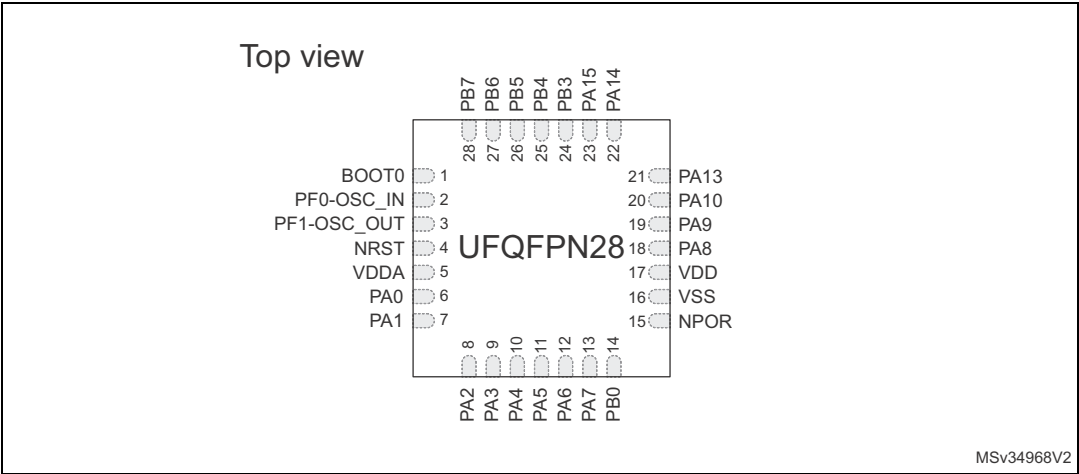 Top view
PB7
PB6
PB5
PB4
PB3
PA15
PA14
28
27
26
25
24
23
22
BOOT0 1
PF0-OSC_IN 2
PF1-OSC_OUT 3
NRST 4
VDDA 5
PA0 6
PA1 7
UFQFPN28
21 PA13
20 PA10
19 PA9
18 PA8
17 VDD
16 VSS
15 NPOR
8
9
10
11
12
13
14
PA2
PA3
PA4
PA5
PA6
PA7
PB0
MSv34968V2